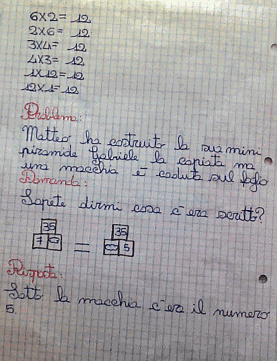 6x2= 12
2x6= 12
3x4= 12
4x3= 12
1x12= 12
12x1= 12
Problema:
Matteo ha costruito la sua mini
piramide Gabriele la copiata ma
una macchia è caduta sul foglio
Domanda:
Sapete dirmi cosa c'era scritto?
35 35
7 = 5
Risposta:
Sotto la macchia c'era il numero
5.